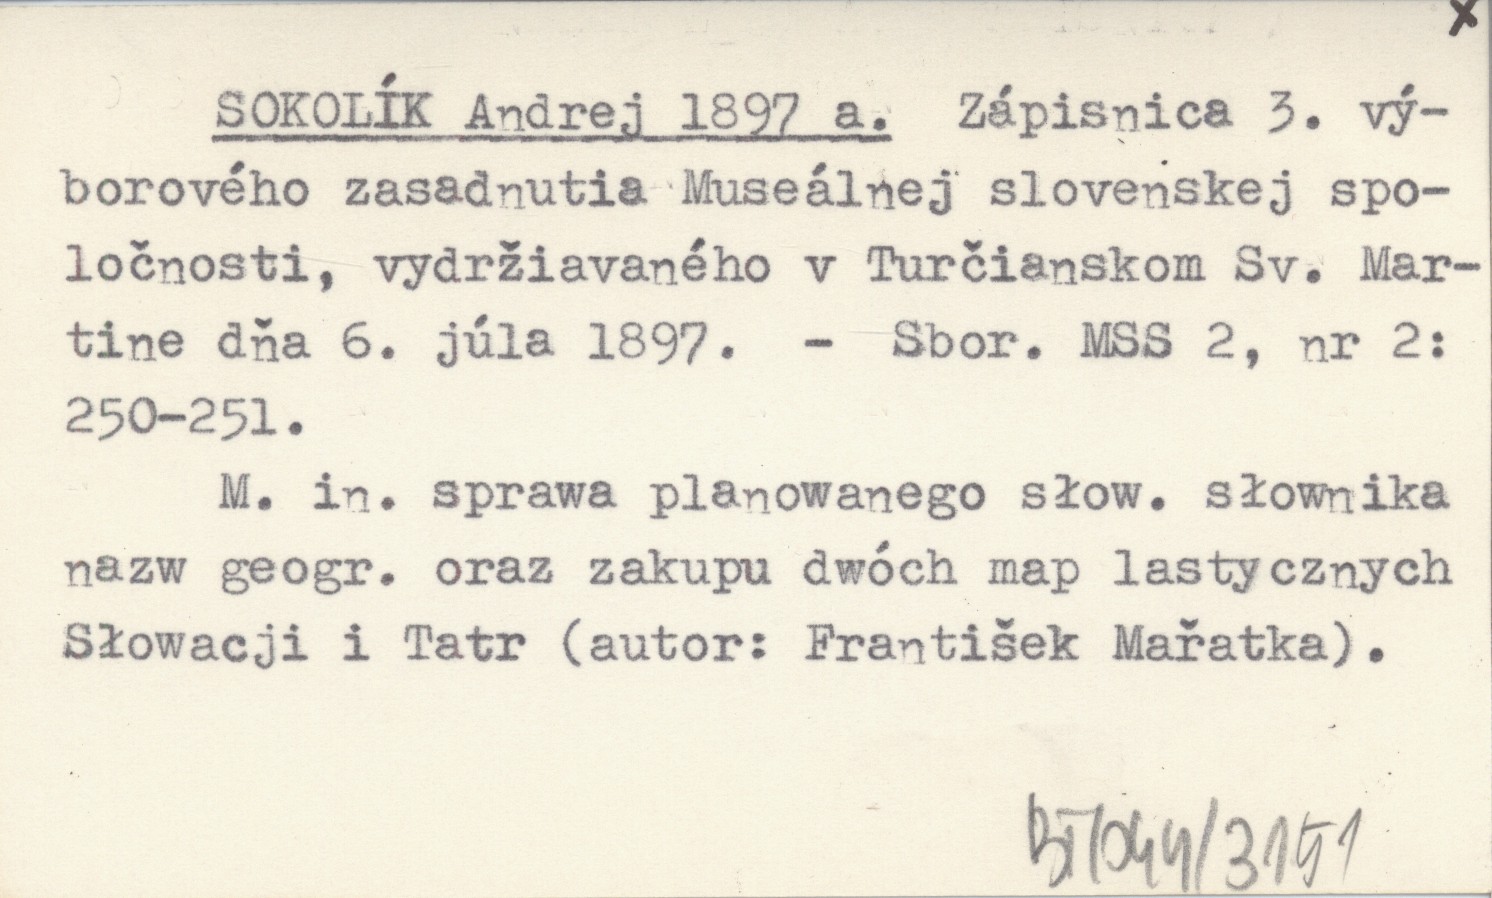 x
SOKOLÍK Andrej 1897 a. Zápisnica 3. vý-
borového zasadnutia Museálnej slovenskej spo-
ločnosti, vydržiavaného v Turčianskom Sv. Mar-
tine dňa 6. júla 1897. - Sbor. MSS 2, nr 2:
250-251.
M. in. sprawa planowanego słow. słownika
nazw geogr. oraz zakupu dwóch map lastycznych
Słowacji i Tatr (autor: František Mařatka).